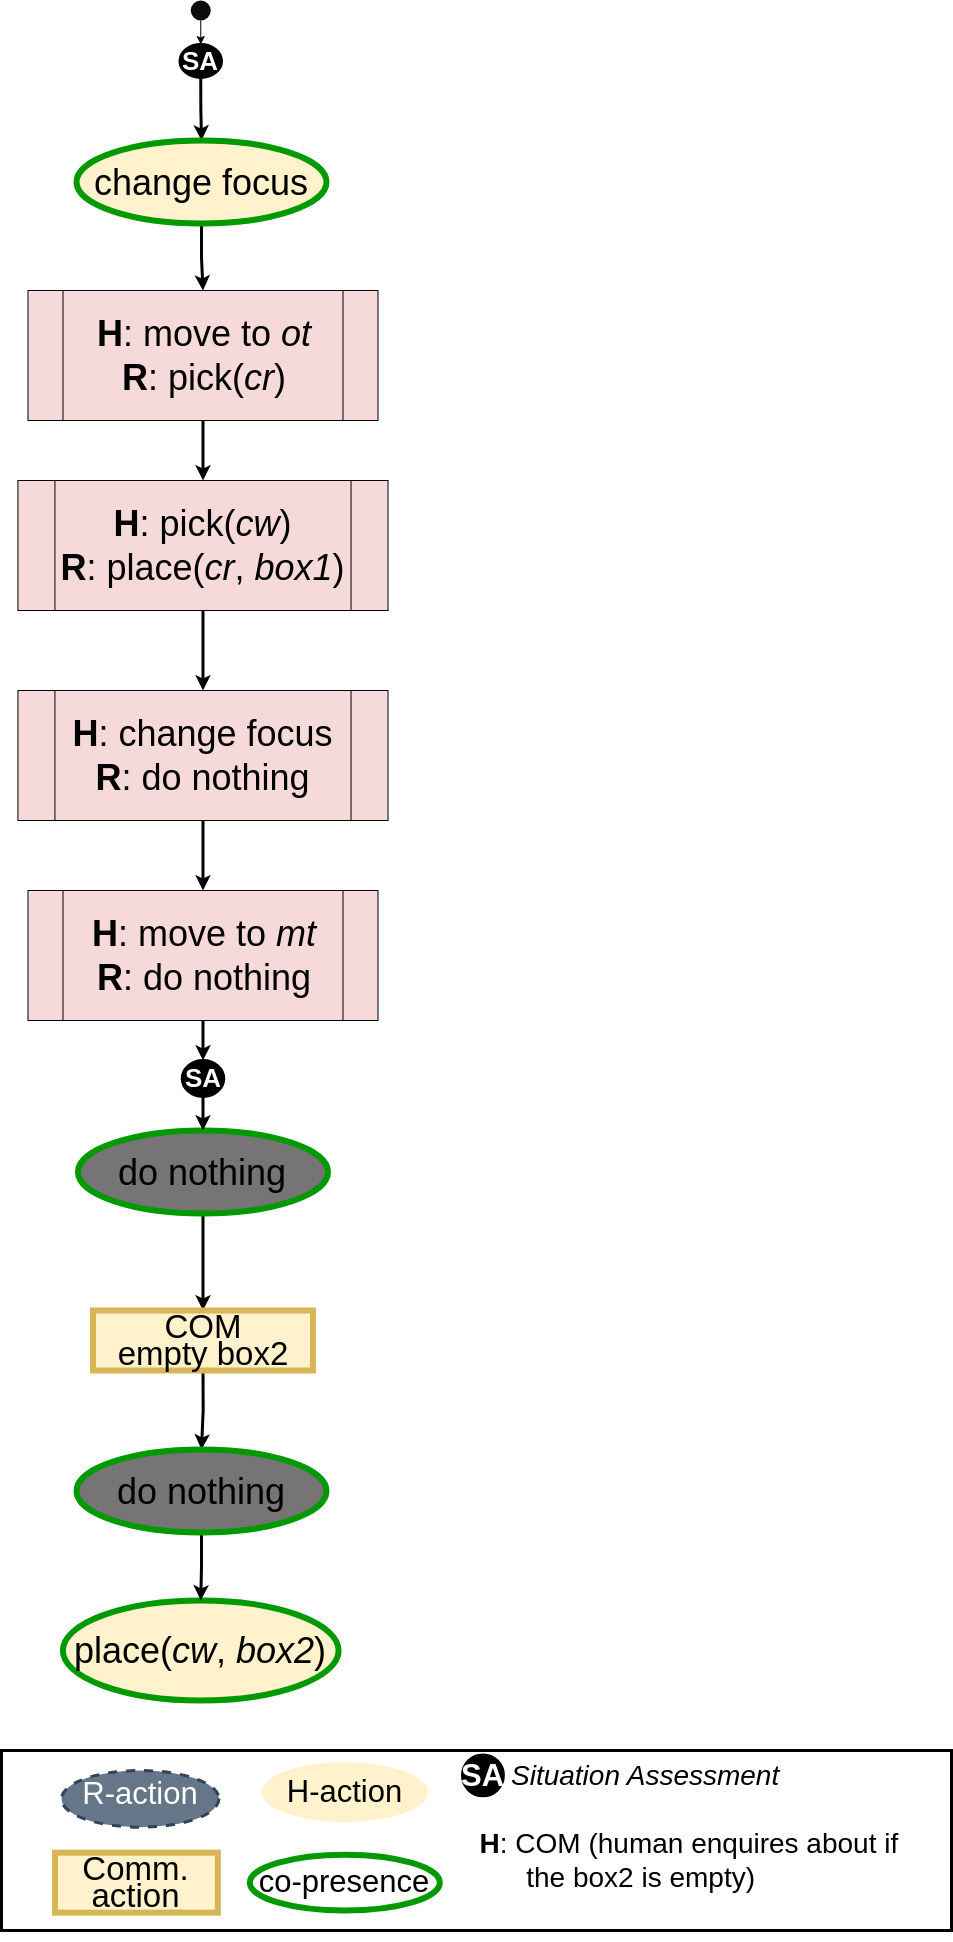 SA
change focus
H: move to ot
R: pick(cr)
H: pick(cw)
R: place(cr, box1)
H: change focus
R: do nothing
H: move to mt
R: do nothing
SA
do nothing
COM
empty box2
do nothing
place(cw, box2)
R-action
H-action
SA Situation Assessment
Comm.
action
co-presence
H: COM (human enquires about if
the box2 is empty)